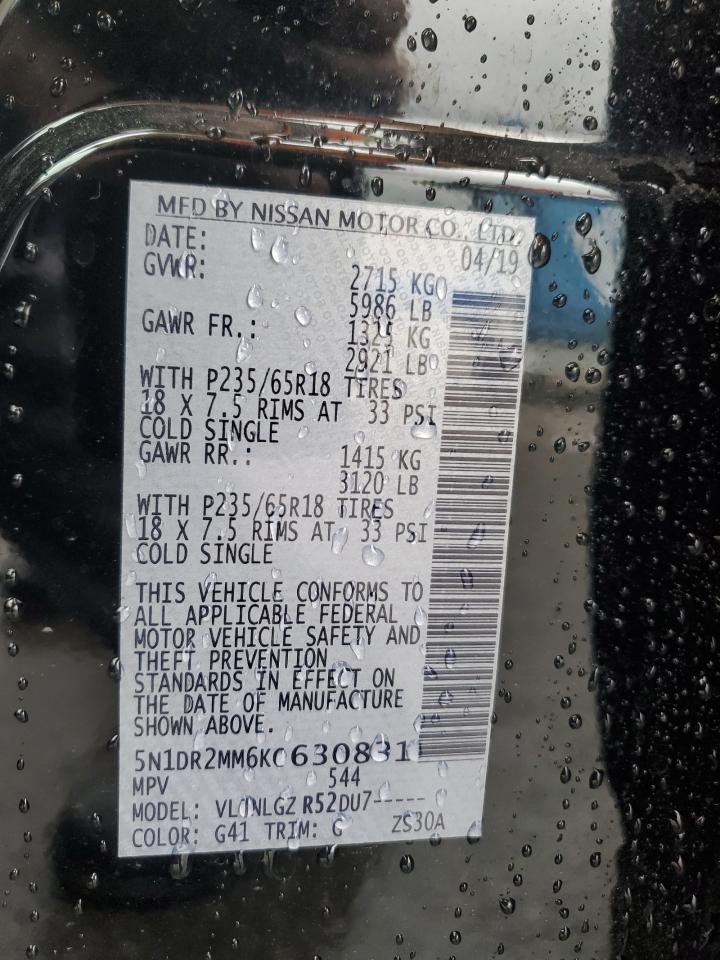 MFD BY NISSAN MOTOR CO., LTD.
DATE: 04/19
GVWR: 2715 KG
5986 LB
GAWR FR.: 1325 KG
2921 LB
WITH P235/65R18 TIRES
18 X 7.5 RIMS AT 33 PSI
COLD SINGLE
GAWR RR.: 1415 KG
3120 LB
WITH P235/65R18 TIRES
18 X 7.5 RIMS AT 33 PSI
COLD SINGLE
THIS VEHICLE CONFORMS TO
ALL APPLICABLE FEDERAL
MOTOR VEHICLE SAFETY AND
THEFT PREVENTION
STANDARDS IN EFFECT ON
THE DATE OF MANUFACTURE
SHOWN ABOVE.
5N1DR2MM6KC630831
MPV 544
MODEL: R52DU7-----
COLOR: G41 TRIM: G ZS30A